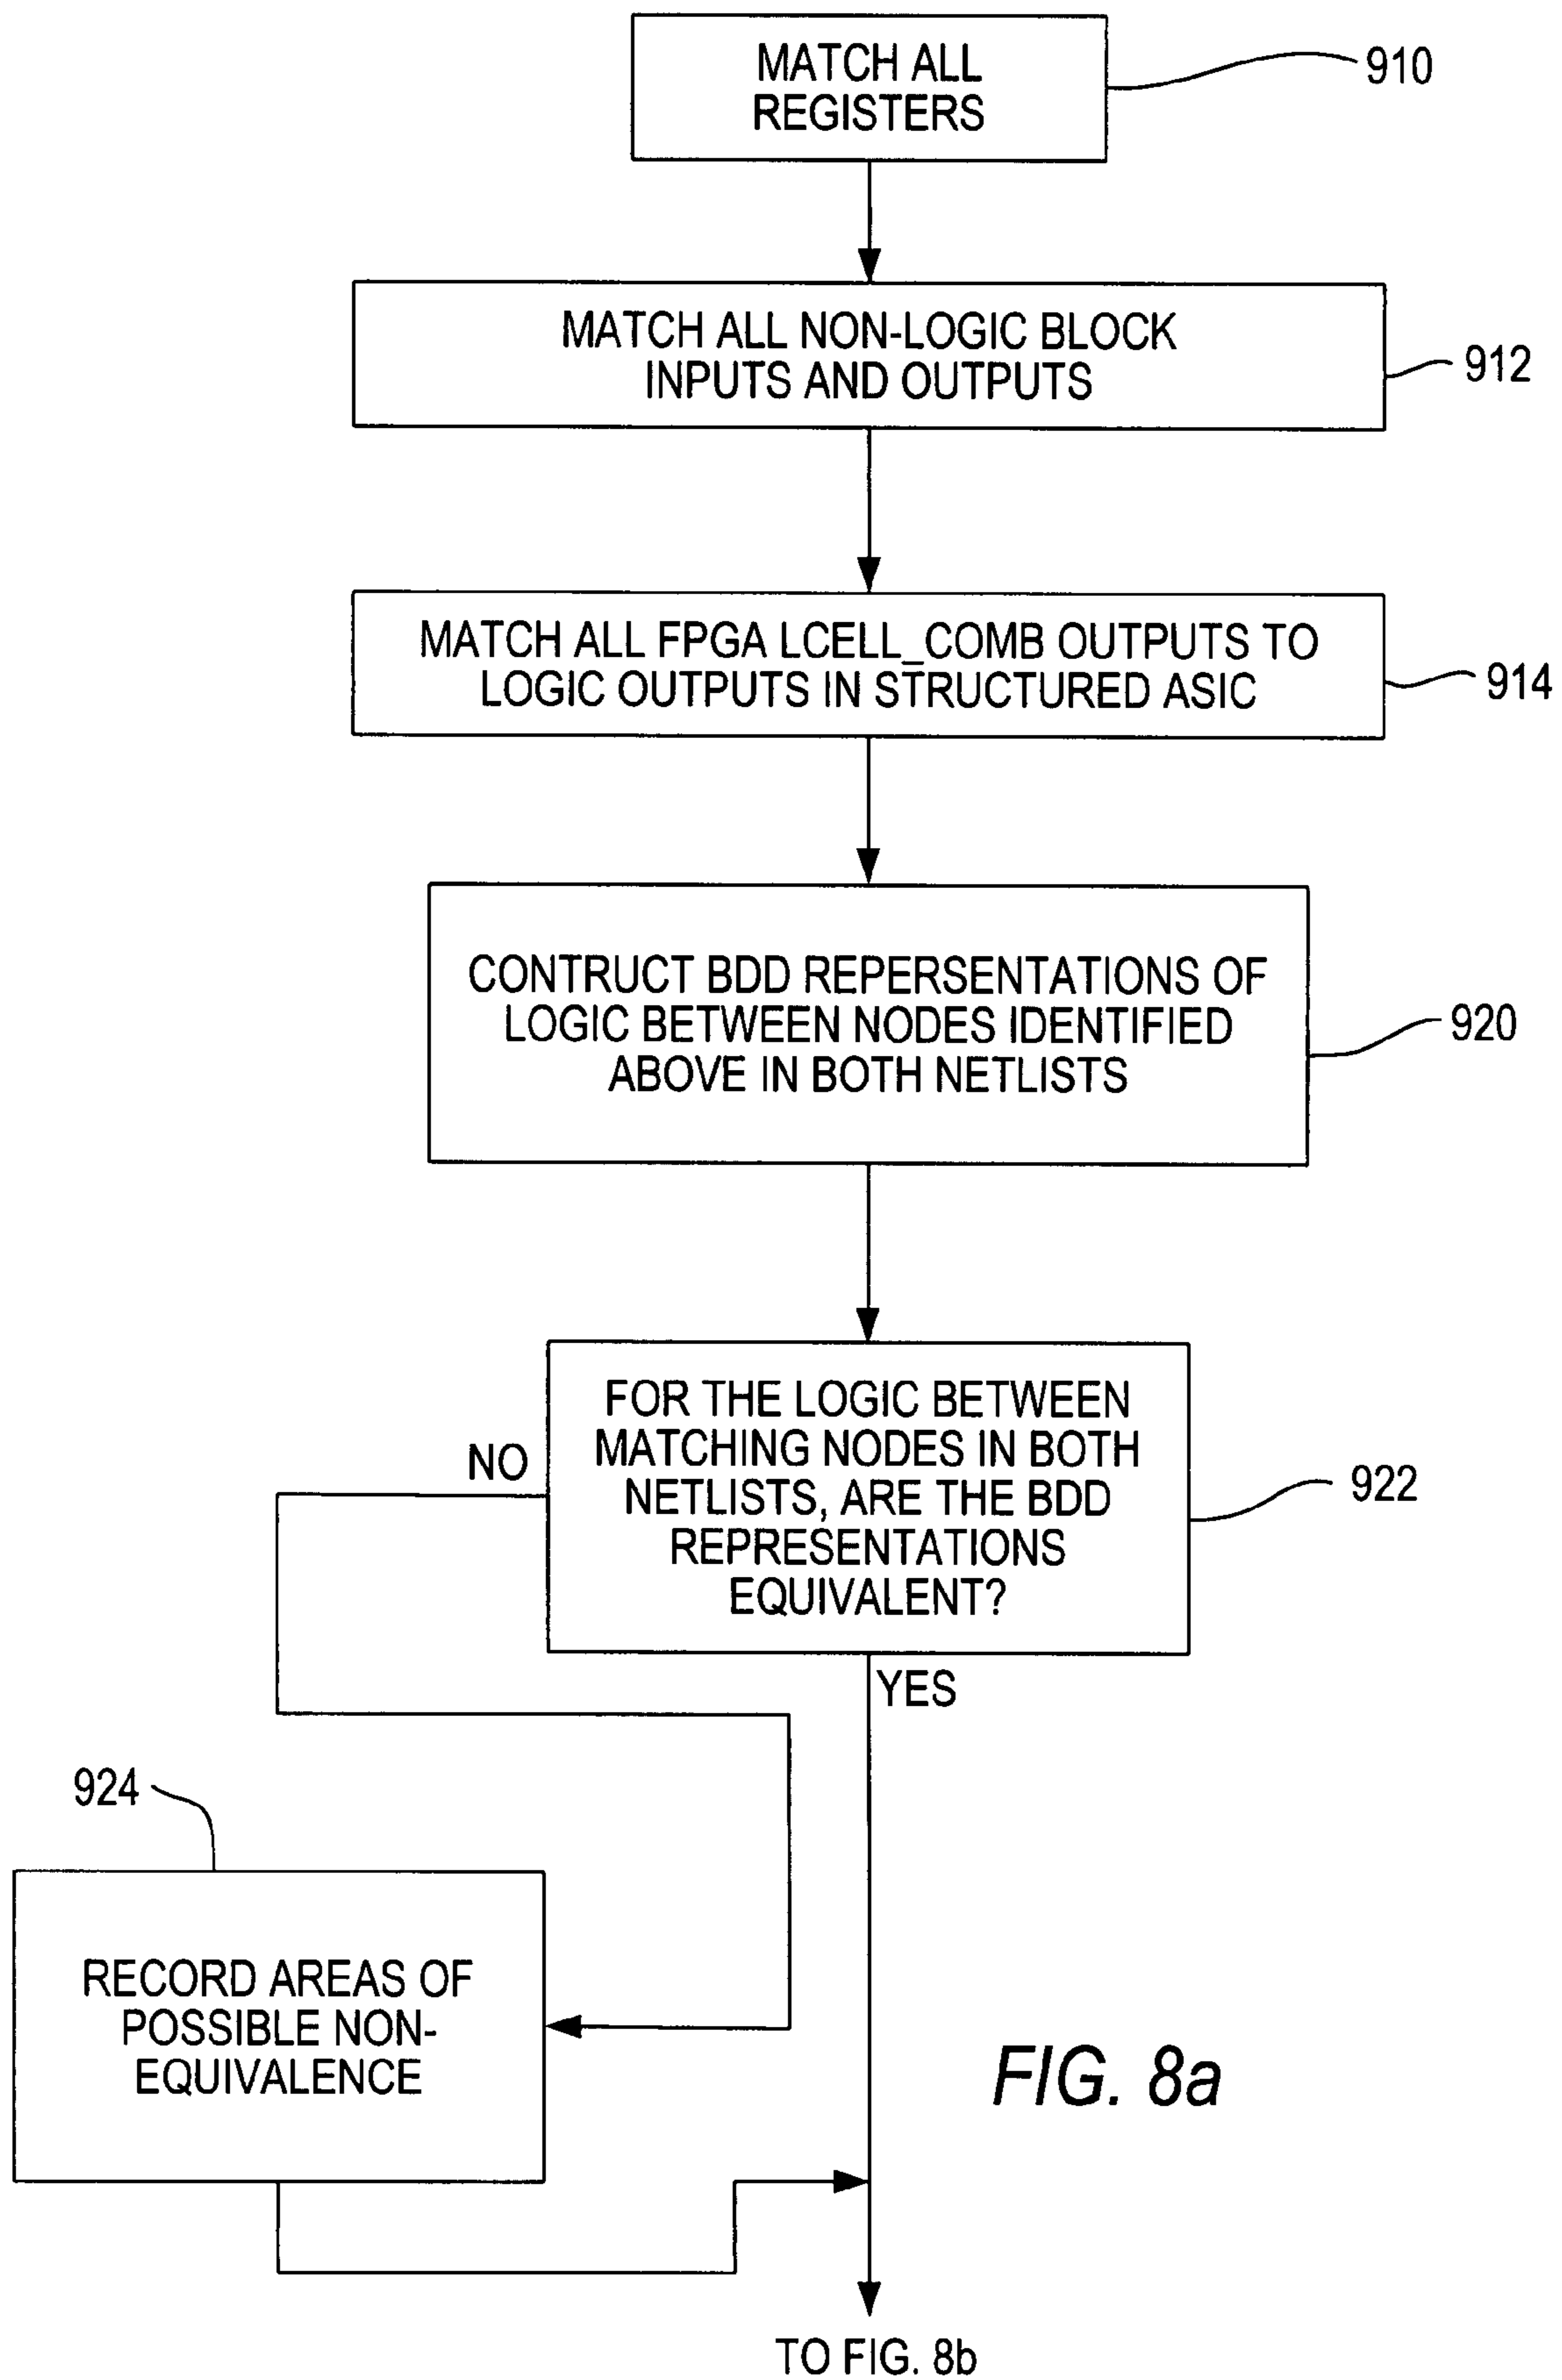 MATCH ALL
REGISTERS
910
MATCH ALL NON-LOGIC BLOCK
INPUTS AND OUTPUTS
912
MATCH ALL FPGA LCELL_COMB OUTPUTS TO
LOGIC OUTPUTS IN STRUCTURED ASIC
914
CONTRUCT BDD REPERSENTATIONS OF
LOGIC BETWEEN NODES IDENTIFIED
ABOVE IN BOTH NETLISTS
920
FOR THE LOGIC BETWEEN
MATCHING NODES IN BOTH
NETLISTS, ARE THE BDD
REPRESENTATIONS
EQUIVALENT?
922
NO
YES
924
RECORD AREAS OF
POSSIBLE NON-
EQUIVALENCE
FIG. 8a
TO FIG. 8b